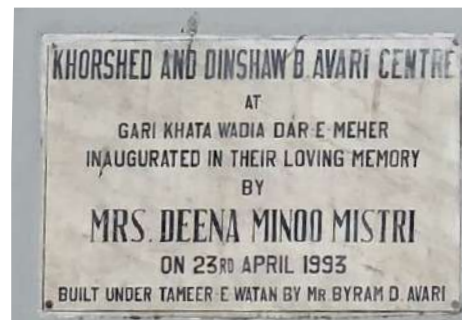 KHORSHED AND DINSHAW B. AVARI CENTRE
AT
GARI KHATA WADIA DAR-E-MEHER
INAUGURATED IN THEIR LOVING MEMORY
BY
MRS. DEENA MINOO MISTRI
ON 23RD APRIL 1993
BUILT UNDER TAMEER-E-WATAN BY MR BYRAM D. AVARI